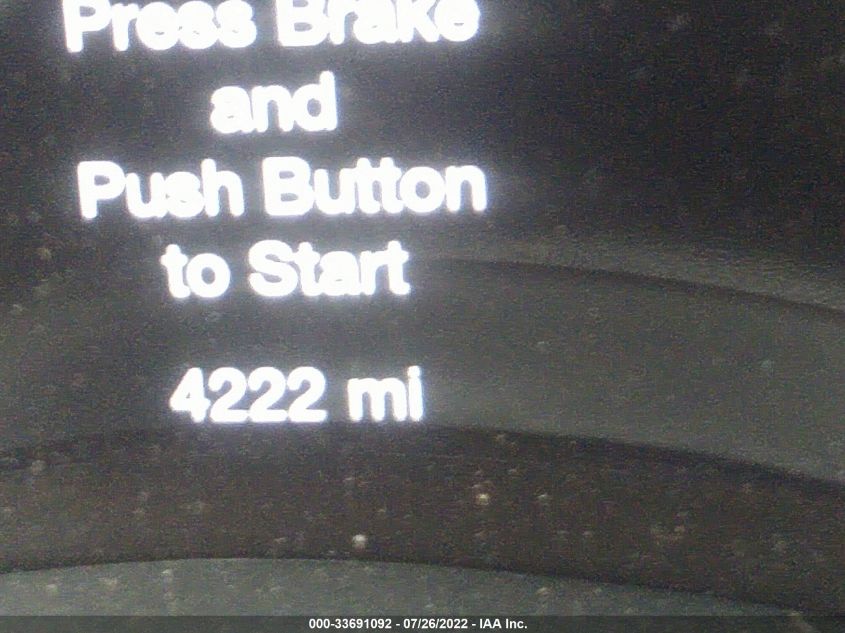 Press Brake
and
Push Button
to Start
4222 mi
000-33691092 - 07/26/2022 - IAA Inc.